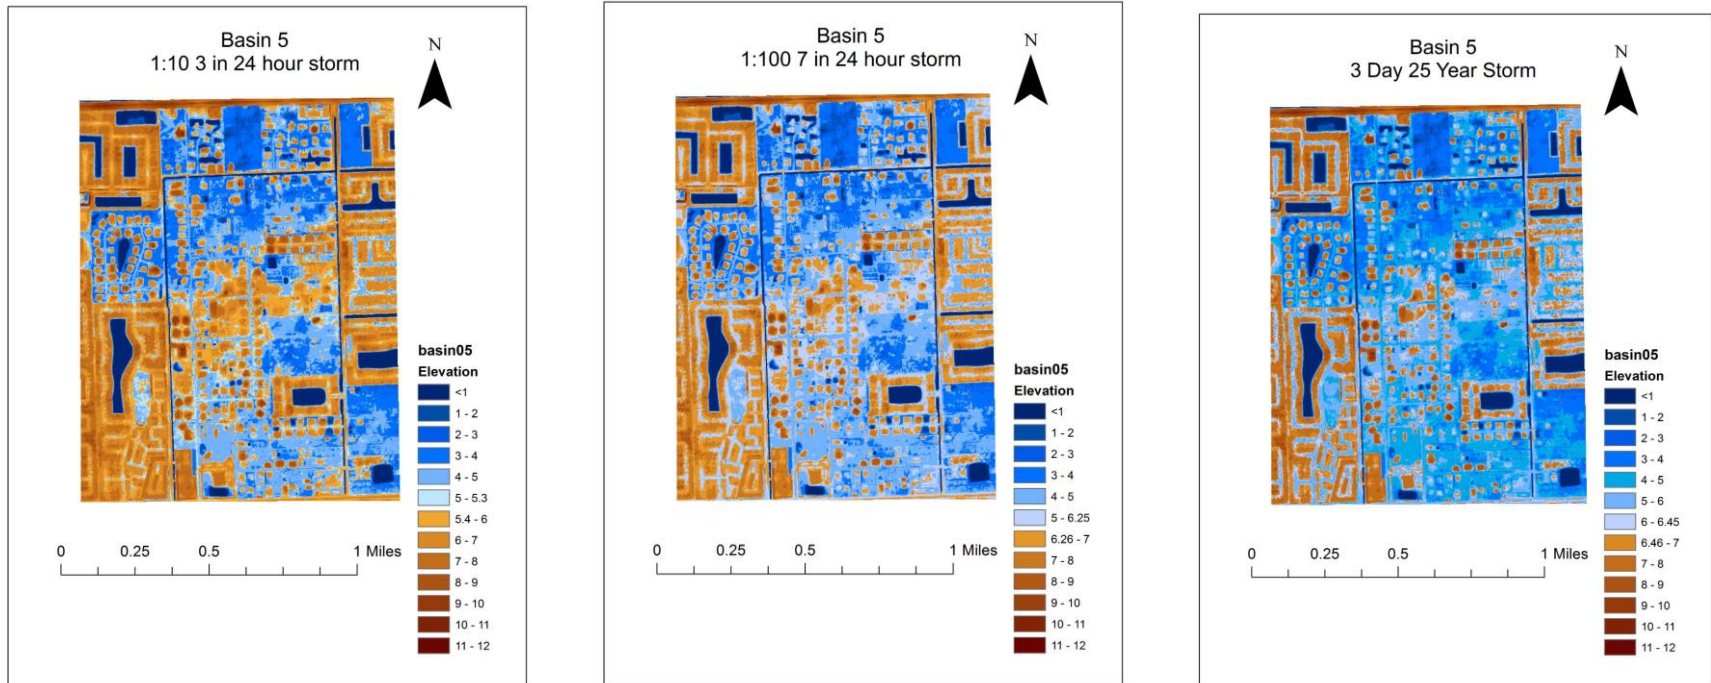 Basin 5
1:10 3 in 24 hour storm
N
basin05
Elevation
<1
1 - 2
2 - 3
3 - 4
4 - 5
5 - 5.3
5.4 - 6
6 - 7
7 - 8
8 - 9
9 - 10
10 - 11
11 - 12
0 0.25 0.5 1 Miles
Basin 5
1:100 7 in 24 hour storm
N
basin05
Elevation
<1
1 - 2
2 - 3
3 - 4
4 - 5
5 - 6.25
6.26 - 7
7 - 8
8 - 9
9 - 10
10 - 11
11 - 12
0 0.25 0.5 1 Miles
Basin 5
3 Day 25 Year Storm
N
basin05
Elevation
<1
1 - 2
2 - 3
3 - 4
4 - 5
5 - 6
6 - 6.45
6.46 - 7
7 - 8
8 - 9
9 - 10
10 - 11
11 - 12
0 0.25 0.5 1 Miles